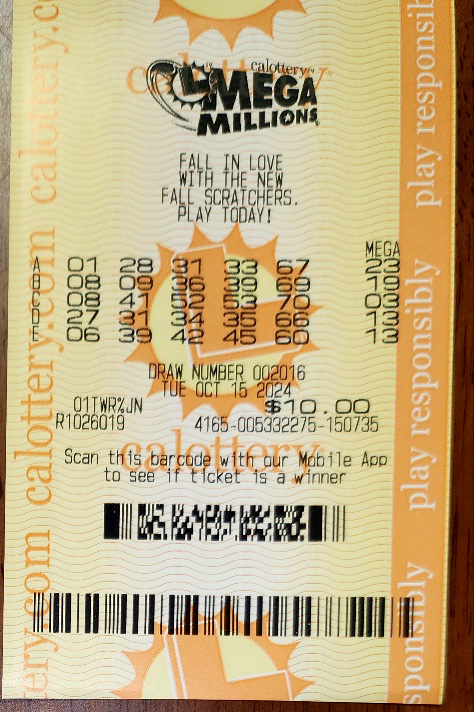 calottery
MEGA
MILLIONS
FALL IN LOVE
WITH THE NEW
FALL SCRATCHERS.
PLAY TODAY!
MEGA
A 01 28 31 33 67 23
B 08 09 36 39 69 19
C 08 41 52 53 70 03
D 27 31 34 35 66 13
E 06 39 42 45 60 13
DRAW NUMBER 002016
TUE OCT 15 2024
01TWR%JN $10.00
R1026019 4165-005332275-150735
Scan this barcode with our Mobile App
to see if ticket is a winner
calottery
calottery
calottery.com
calottery.com
play responsibly
play responsibly